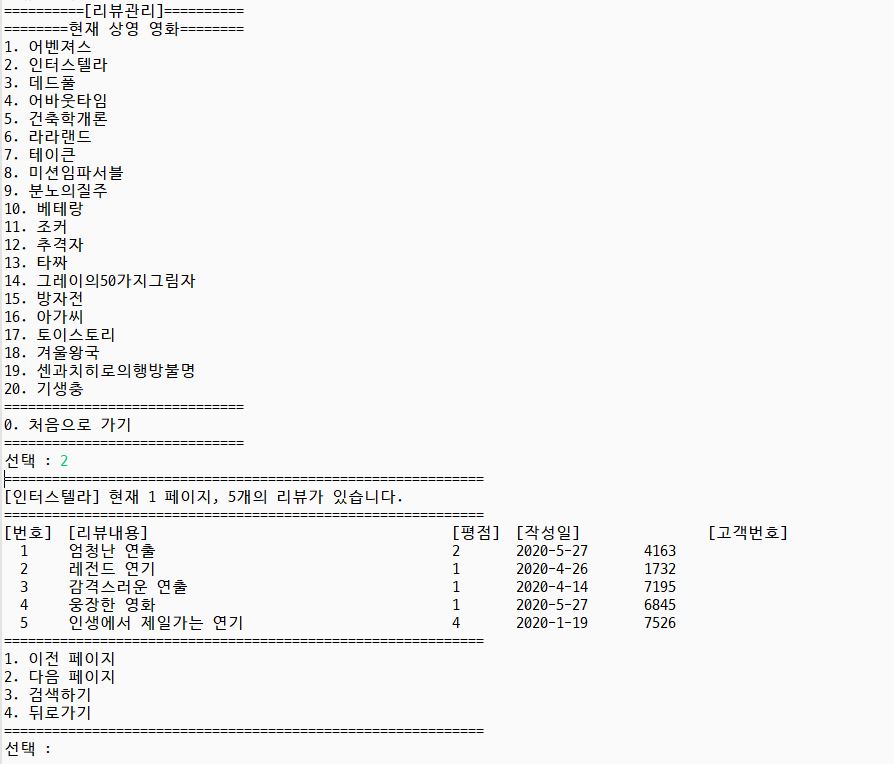 ==========[리뷰관리]==========
========현재 상영 영화========
1. 어벤져스
2. 인터스텔라
3. 데드풀
4. 어바웃타임
5. 건축학개론
6. 라라랜드
7. 테이큰
8. 미션임파서블
9. 분노의질주
10. 베테랑
11. 조커
12. 추격자
13. 타짜
14. 그레이의50가지그림자
15. 방자전
16. 아가씨
17. 토이스토리
18. 겨울왕국
19. 센과치히로의행방불명
20. 기생충
==============================
0. 처음으로 가기
==============================
선택 : 2
============================================================
[인터스텔라] 현재 1 페이지, 5개의 리뷰가 있습니다.
============================================================
[번호] [리뷰내용] [평점] [작성일] [고객번호]
1 엄청난 연출 2 2020-5-27 4163
2 레전드 연기 1 2020-4-26 1732
3 감격스러운 연출 1 2020-4-14 7195
4 웅장한 영화 1 2020-5-27 6845
5 인생에서 제일가는 연기 4 2020-1-19 7526
============================================================
1. 이전 페이지
2. 다음 페이지
3. 검색하기
4. 뒤로가기
============================================================
선택 :